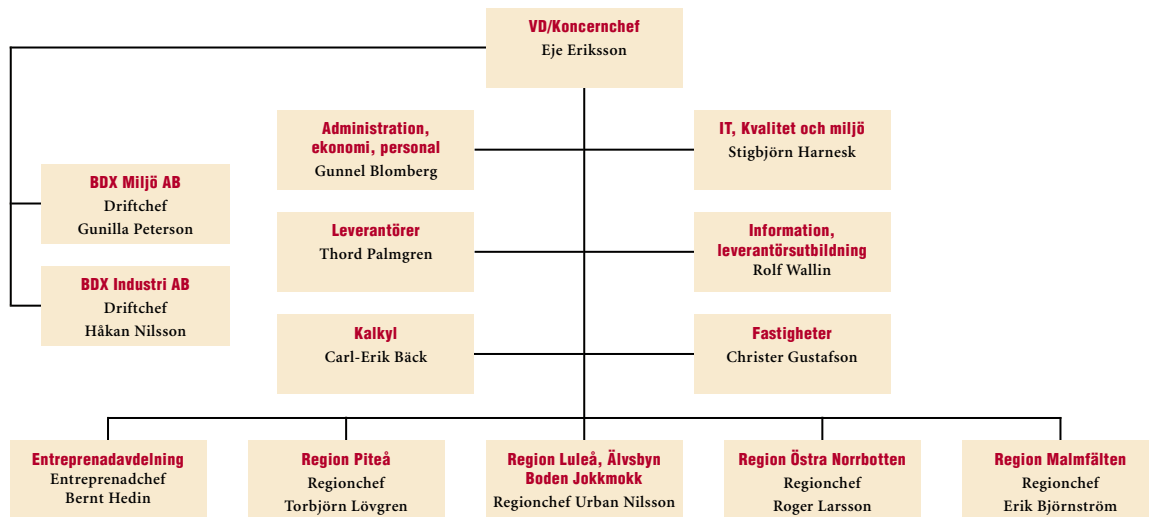 VD/Koncernchef
Eje Eriksson
Administration,
ekonomi, personal
Gunnel Blomberg
IT, Kvalitet och miljö
Stigbjörn Harnesk
BDX Miljö AB
Driftchef
Gunilla Peterson
Leverantörer
Thord Palmgren
Information,
leverantörsutbildning
Rolf Wallin
BDX Industri AB
Driftchef
Håkan Nilsson
Kalkyl
Carl-Erik Bäck
Fastigheter
Christer Gustafson
Entreprenadavdelning
Entreprenadchef
Bernt Hedin
Region Piteå
Regionchef
Torbjörn Lövgren
Region Luleå, Älvsbyn
Boden Jokkmokk
Regionchef Urban Nilsson
Region Östra Norrbotten
Regionchef
Roger Larsson
Region Malmfälten
Regionchef
Erik Björnström